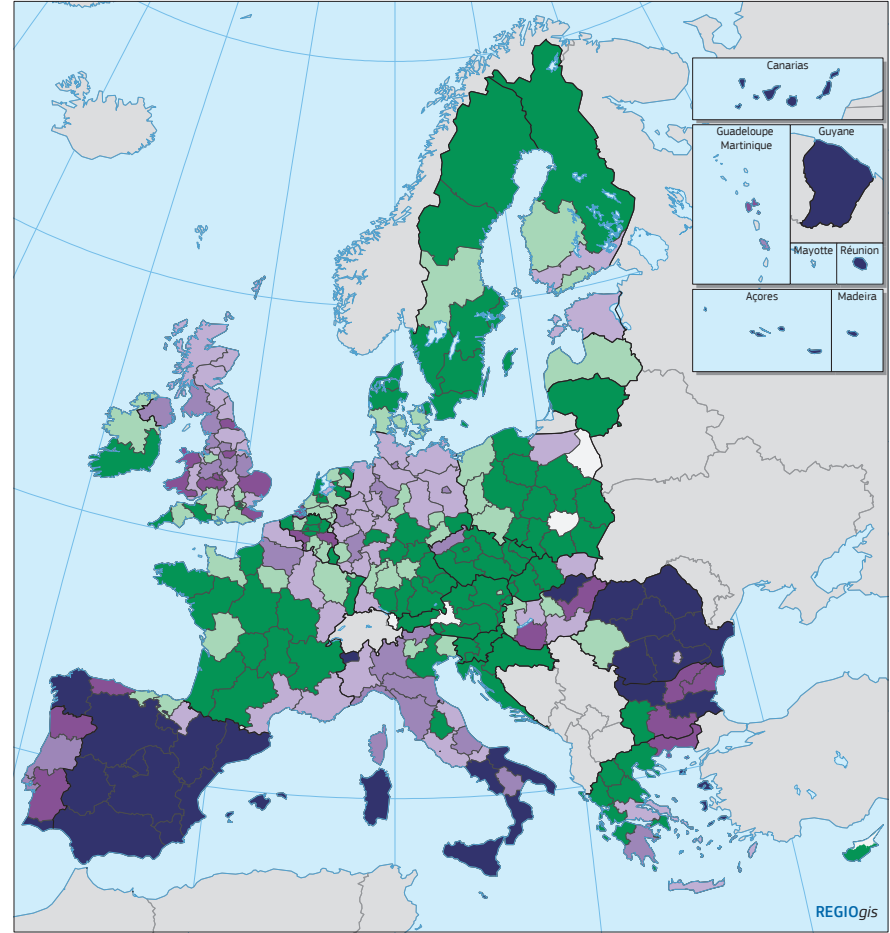 Canarias
Guadeloupe
Martinique
Guyane
Mayotte
Réunion
Açores
Madeira
REGIOgis